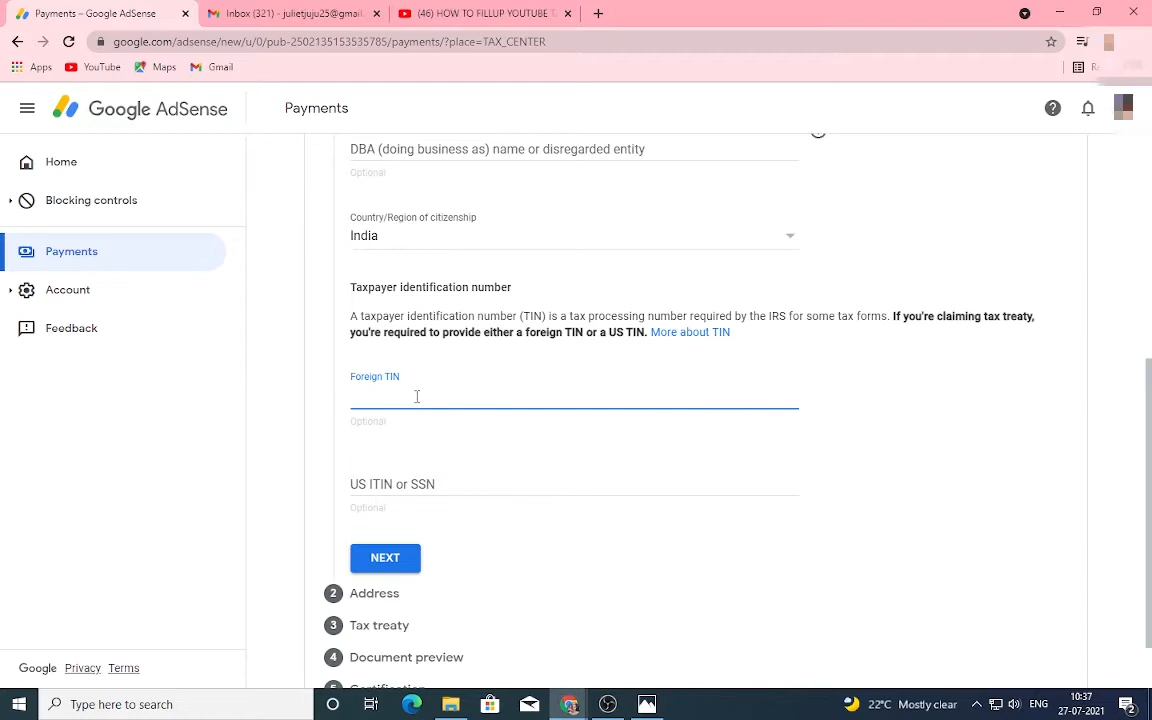 Payments – Google AdSense
Inbox (321) - julietjuju25@gmail.
(46) HOW TO FILLUP YOUTUBE T
google.com/adsense/new/u/0/pub-2502135153535785/payments/?place=TAX_CENTER
Apps
YouTube
Maps
Gmail
Google AdSense
Payments
Home
Blocking controls
Payments
Account
Feedback
DBA (doing business as) name or disregarded entity
Optional
Country/Region of citizenship
India
Taxpayer identification number
A taxpayer identification number (TIN) is a tax processing number required by the IRS for some tax forms. If you're claiming tax treaty,
you're required to provide either a foreign TIN or a US TIN. More about TIN
Foreign TIN
Optional
US ITIN or SSN
Optional
NEXT
2 Address
3 Tax treaty
4 Document preview
5 Certification
Google Privacy Terms
Type here to search
22°C Mostly clear
ENG
10:37
27-07-2021
2